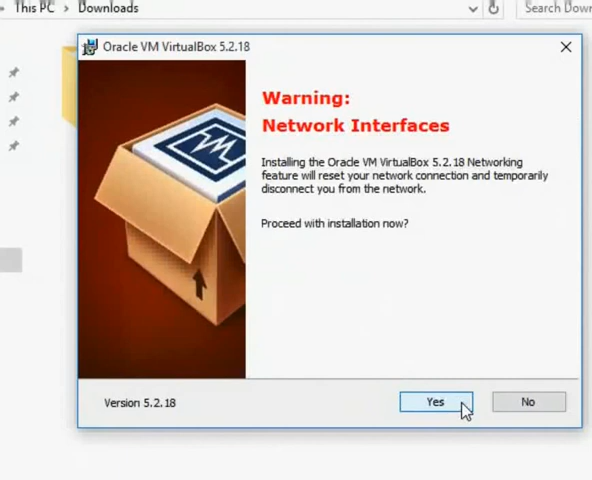 This PC > Downloads
Search Down
Oracle VM VirtualBox 5.2.18
Warning:
Network Interfaces
Installing the Oracle VM VirtualBox 5.2.18 Networking
feature will reset your network connection and temporarily
disconnect you from the network.
Proceed with installation now?
Version 5.2.18
Yes
No